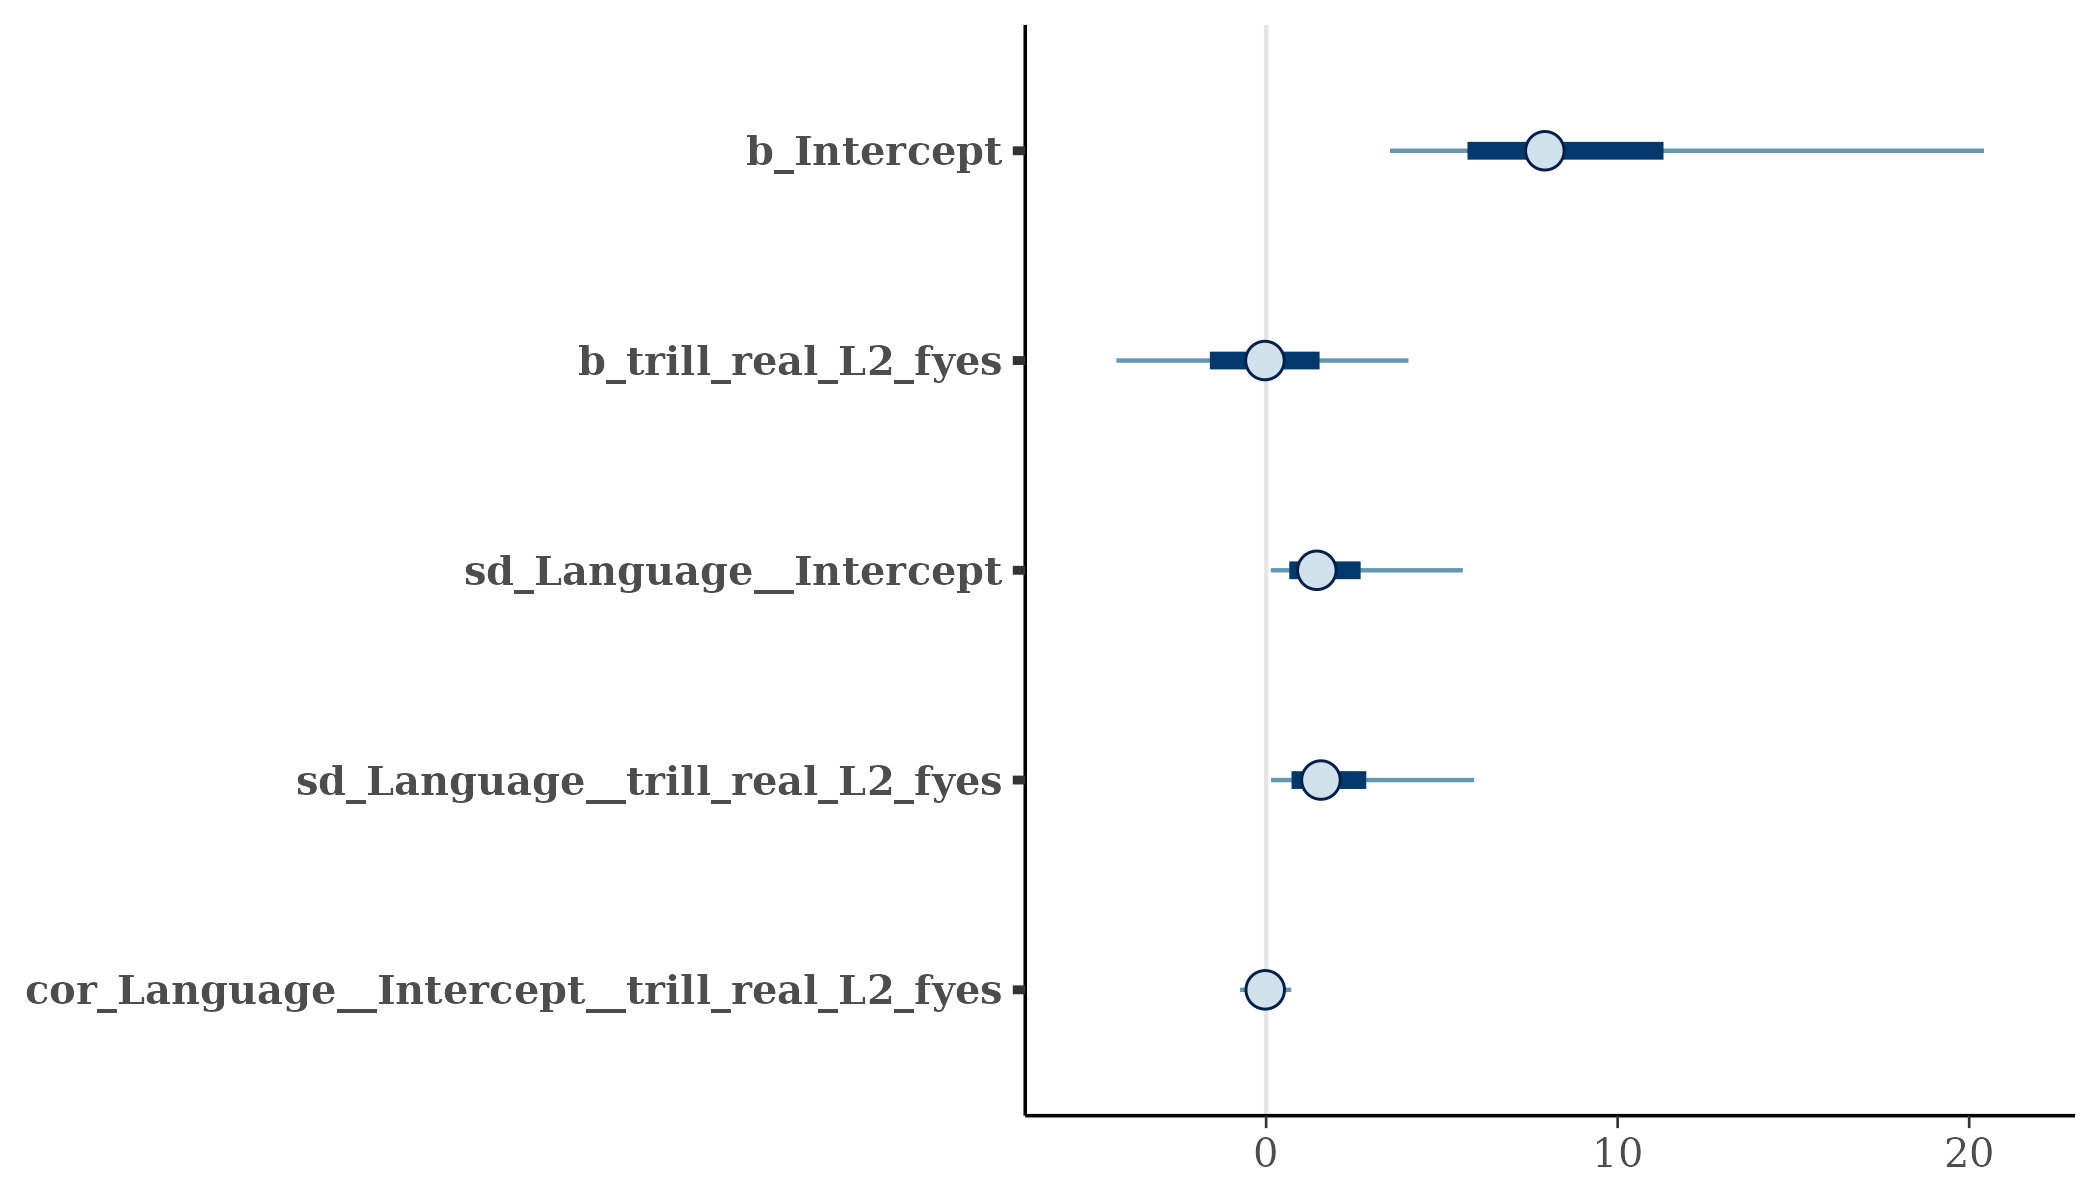 b_Intercept
b_trill_real_L2_fyes
sd_Language__Intercept
sd_Language__trill_real_L2_fyes
cor_Language__Intercept__trill_real_L2_fyes
0 10 20